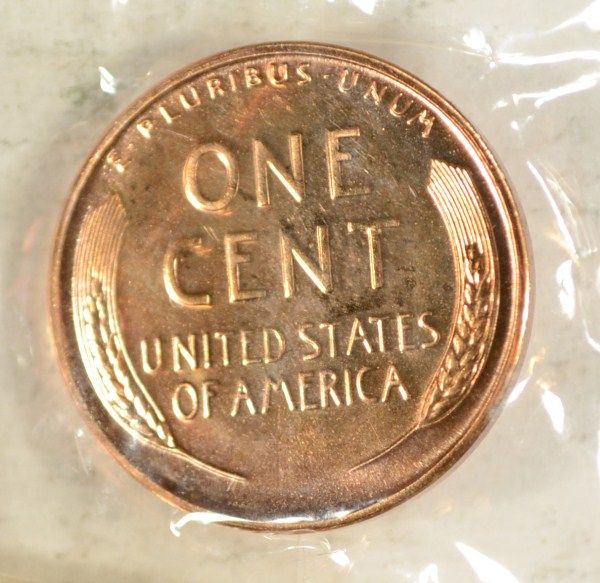 E · PLURIBUS · UNUM
ONE
CENT
UNITED STATES
OF AMERICA